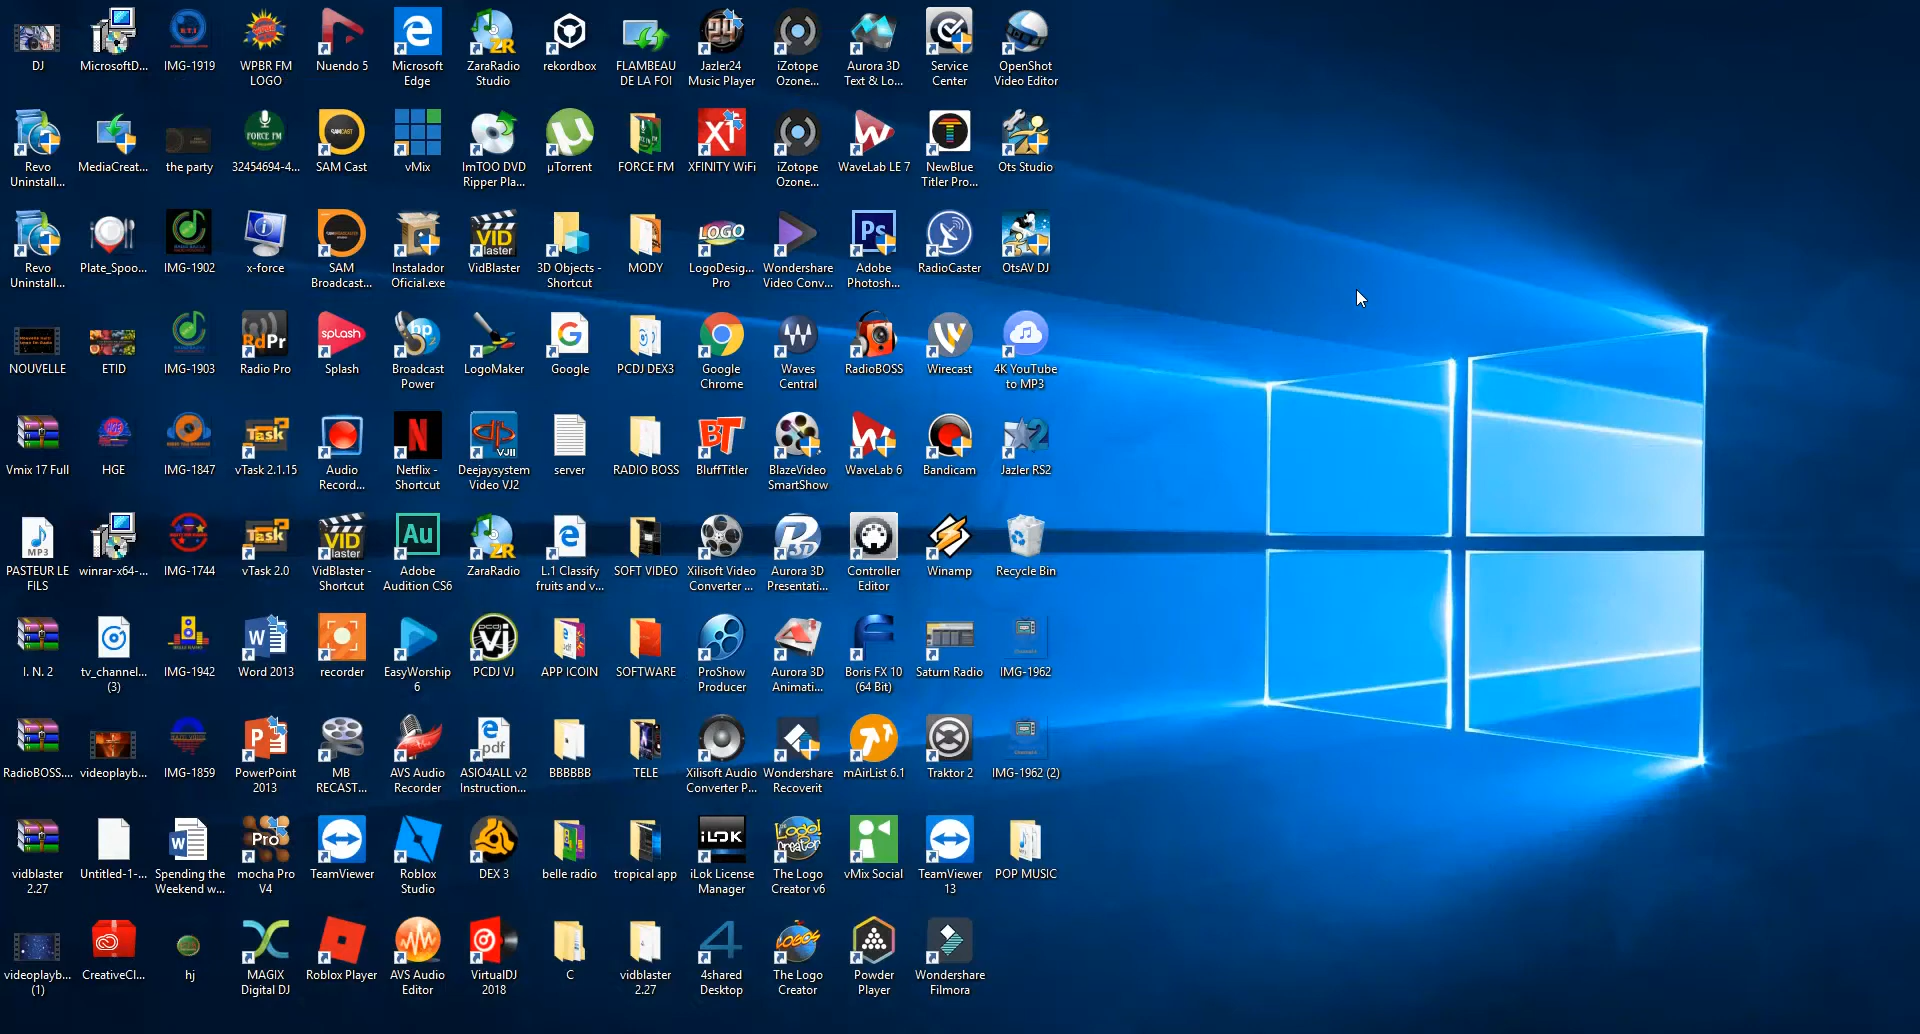 DJ
MicrosoftD...
IMG-1919
WPBR FM
LOGO
Nuendo 5
Microsoft
Edge
ZaraRadio
Studio
rekordbox
FLAMBEAU
DE LA FOI
Jazler24
Music Player
iZotope
Ozone...
Aurora 3D
Text & Lo...
Service
Center
OpenShot
Video Editor
Revo
Uninstall...
MediaCreat...
the party
32454694-4...
SAM Cast
vMix
ImTOO DVD
Ripper Pla...
µTorrent
FORCE FM
XFINITY WiFi
iZotope
Ozone...
WaveLab LE 7
NewBlue
Titler Pro...
Ots Studio
Revo
Uninstall...
Plate_Spoo...
IMG-1902
x-force
SAM
Broadcast...
Instalador
Oficial.exe
VidBlaster
3D Objects -
Shortcut
MODY
LogoDesig...
Pro
Wondershare
Video Conv...
Adobe
Photosh...
RadioCaster
OtsAV DJ
NOUVELLE
ETID
IMG-1903
Radio Pro
Splash
Broadcast
Power
LogoMaker
Google
PCDJ DEX3
Google
Chrome
Waves
Central
RadioBOSS
Wirecast
4K YouTube
to MP3
Vmix 17 Full
HGE
IMG-1847
vTask 2.1.15
Audio
Record...
Netflix -
Shortcut
Deejaysystem
Video VJ2
server
RADIO BOSS
BluffTitler
BlazeVideo
SmartShow
WaveLab 6
Bandicam
Jazler RS2
PASTEUR LE
FILS
winrar-x64-...
IMG-1744
vTask 2.0
VidBlaster -
Shortcut
Adobe
Audition CS6
ZaraRadio
L.1 Classify
fruits and v...
SOFT VIDEO
Xilisoft Video
Converter ...
Aurora 3D
Presentati...
Controller
Editor
Winamp
Recycle Bin
I. N. 2
tv_channel...
(3)
IMG-1942
Word 2013
recorder
EasyWorship
6
PCDJ VJ
APP ICOIN
SOFTWARE
ProShow
Producer
Aurora 3D
Animati...
Boris FX 10
(64 Bit)
Saturn Radio
IMG-1962
RadioBOSS....
videoplayb...
IMG-1859
PowerPoint
2013
MB
RECAST...
AVS Audio
Recorder
ASIO4ALL v2
Instruction...
BBBBBB
TELE
Xilisoft Audio
Converter P...
Wondershare
Recoverit
mAirList 6.1
Traktor 2
IMG-1962 (2)
vidblaster
2.27
Untitled-1-...
Spending the
Weekend w...
mocha Pro
V4
TeamViewer
Roblox
Studio
DEX 3
belle radio
tropical app
iLok License
Manager
The Logo
Creator v6
vMix Social
TeamViewer
13
POP MUSIC
videoplayb...
(1)
CreativeCl...
hj
MAGIX
Digital DJ
Roblox Player
AVS Audio
Editor
VirtualDJ
2018
C
vidblaster
2.27
4shared
Desktop
The Logo
Creator
Powder
Player
Wondershare
Filmora